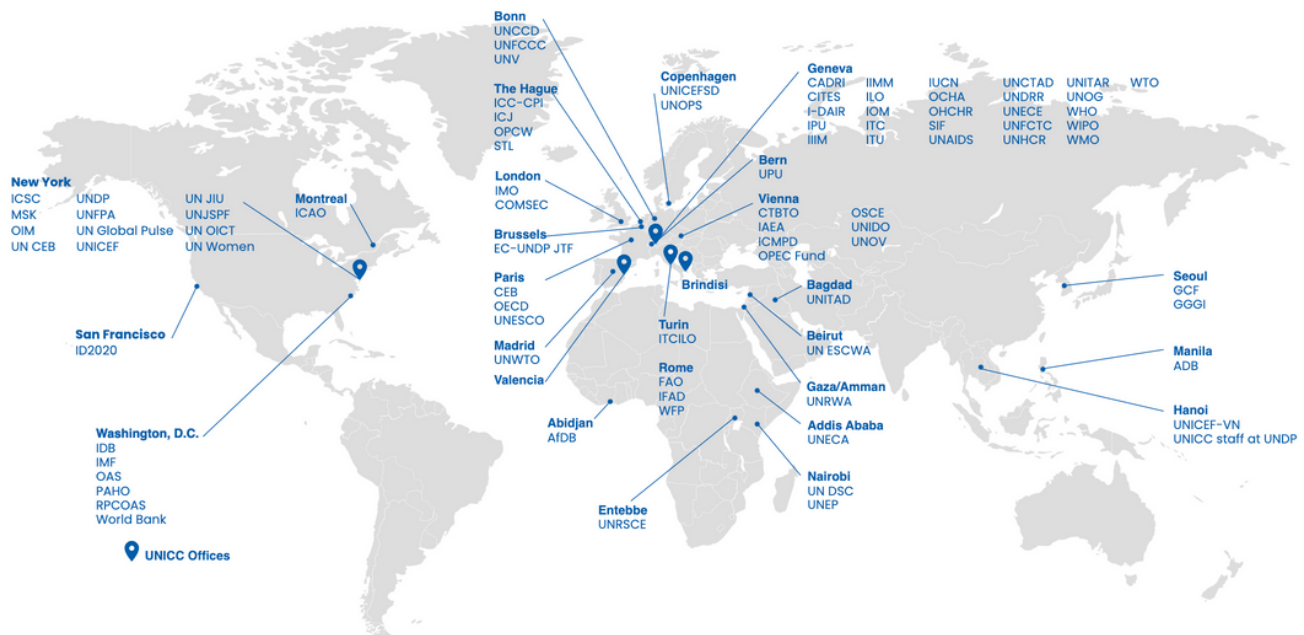 Bonn
UNCCD
UNFCCC
UNV
The Hague
ICC-CPI
ICJ
OPCW
STL
London
IMO
COMSEC
Brussels
EC-UNDP JTF
Paris
CEB
OECD
UNESCO
Madrid
UNWTO
Valencia
Copenhagen
UNICEFSD
UNOPS
Geneva
CADRI IIMM IUCN UNCTAD UNITAR WTO
CITES ILO OCHA UNDRR UNOG
I-DAIR IOM OHCHR UNECE WHO
IPU ITC SIF UNFCTC WIPO
IIIM ITU UNAIDS UNHCR WMO
Bern
UPU
Vienna
CTBTO OSCE
IAEA UNIDO
ICMPD UNOV
OPEC Fund
New York
ICSC UNDP UN JIU
MSK UNFPA UNJSPF
OIM UN Global Pulse UN OICT
UN CEB UNICEF UN Women
Montreal
ICAO
San Francisco
ID2020
Washington, D.C.
IDB
IMF
OAS
PAHO
RPCOAS
World Bank
UNICC Offices
Brindisi
Turin
ITCILO
Rome
FAO
IFAD
WFP
Abidjan
AfDB
Entebbe
UNRSCE
Bagdad
UNITAD
Beirut
UN ESCWA
Gaza/Amman
UNRWA
Addis Ababa
UNECA
Nairobi
UN DSC
UNEP
Seoul
GCF
GGGI
Manila
ADB
Hanoi
UNICEF-VN
UNICC staff at UNDP